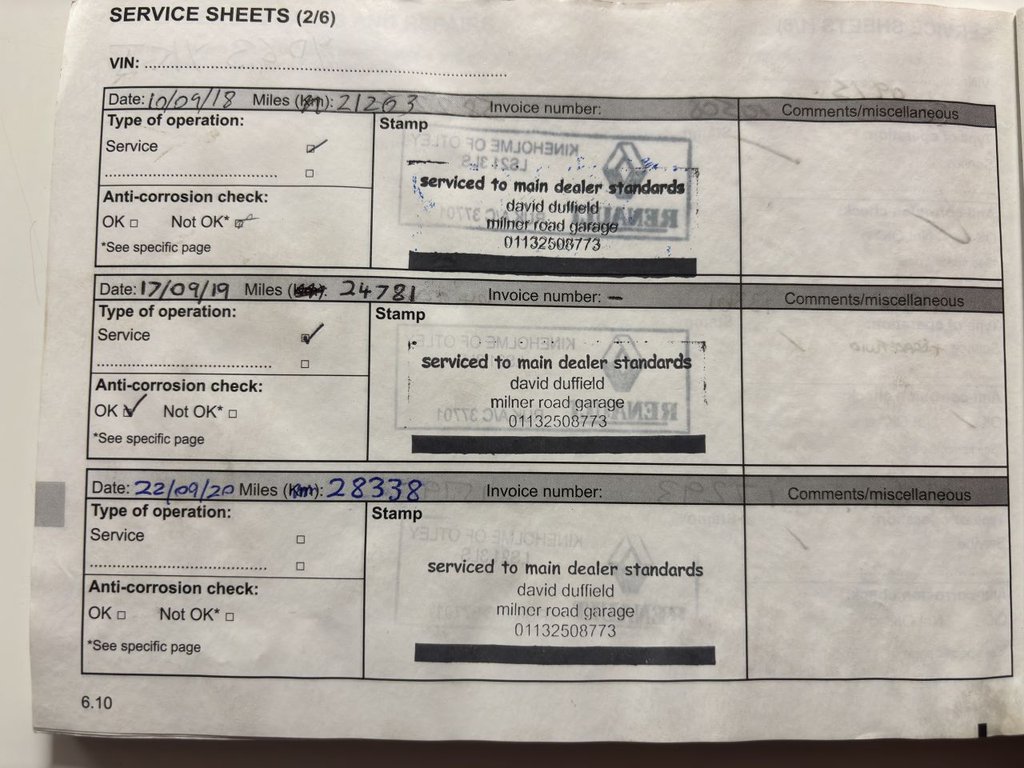 SERVICE SHEETS (2/6)
VIN: ..........................................................................
Date: 10/09/18 Miles (km): 21263 Invoice number: Comments/miscellaneous
Type of operation: Stamp
Service
Anti-corrosion check:
OK □ Not OK* □
*See specific page
serviced to main dealer standards
david duffield
milner road garage
01132508773
Date: 17/09/19 Miles (km): 24781 Invoice number: – Comments/miscellaneous
Type of operation: Stamp
Service
Anti-corrosion check:
OK □ Not OK* □
*See specific page
serviced to main dealer standards
david duffield
milner road garage
01132508773
Date: 22/09/20 Miles (km): 28338 Invoice number: Comments/miscellaneous
Type of operation: Stamp
Service □
Anti-corrosion check:
OK □ Not OK* □
*See specific page
serviced to main dealer standards
david duffield
milner road garage
01132508773
6.10